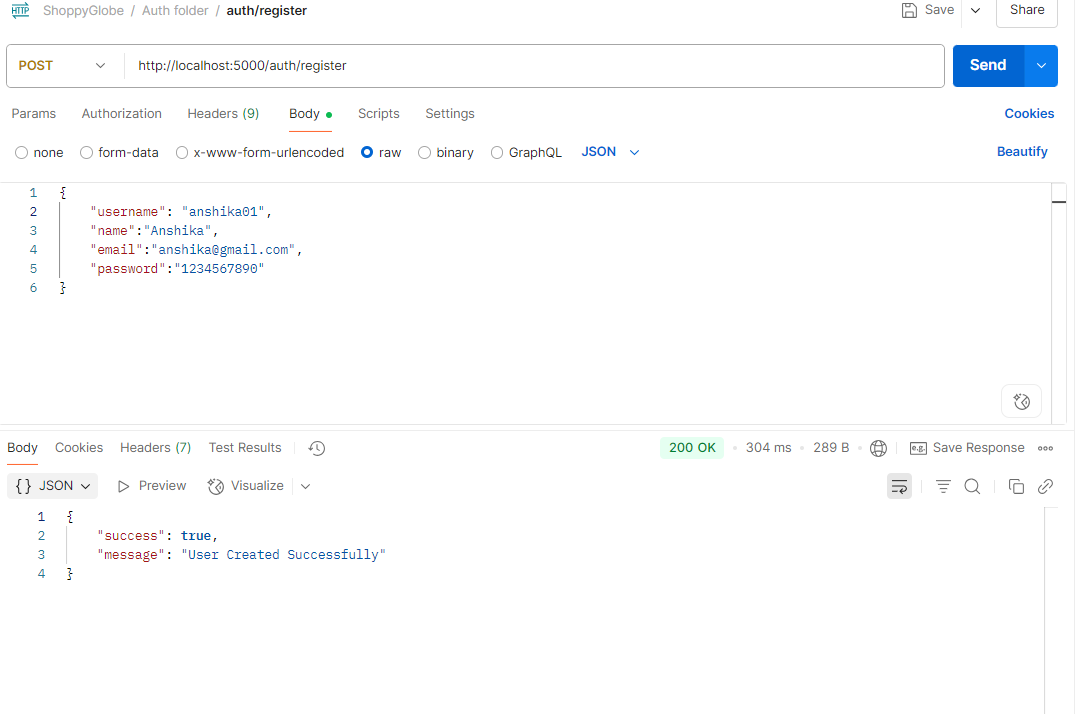 HTTP ShoppyGlobe / Auth folder / auth/register Save Share
POST http://localhost:5000/auth/register Send
Params Authorization Headers (9) Body Scripts Settings Cookies
none form-data x-www-form-urlencoded raw binary GraphQL JSON Beautify
1 {
2 "username": "anshika01",
3 "name":"Anshika",
4 "email":"anshika@gmail.com",
5 "password":"1234567890"
6 }
Body Cookies Headers (7) Test Results 200 OK • 304 ms • 289 B • e.g. Save Response
{} JSON Preview Visualize
1 {
2 "success": true,
3 "message": "User Created Successfully"
4 }